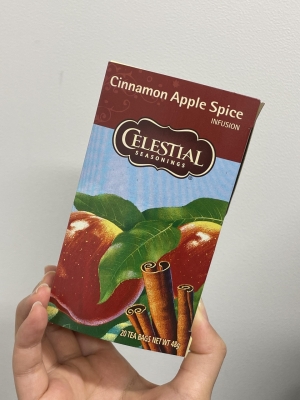 Cinnamon Apple Spice
INFUSION
CELESTIAL
SEASONINGS®
20 TEA BAGS NET Wt 48g